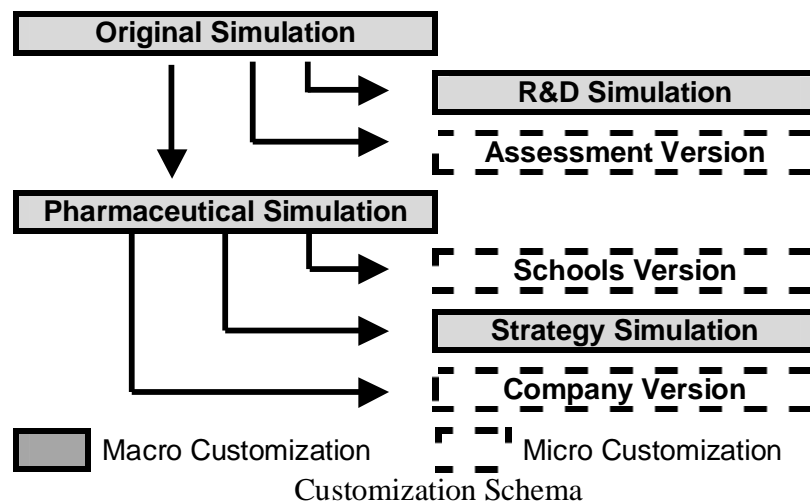 Original Simulation
R&D Simulation
Assessment Version
Pharmaceutical Simulation
Schools Version
Strategy Simulation
Company Version
Macro Customization
Micro Customization
Customization Schema